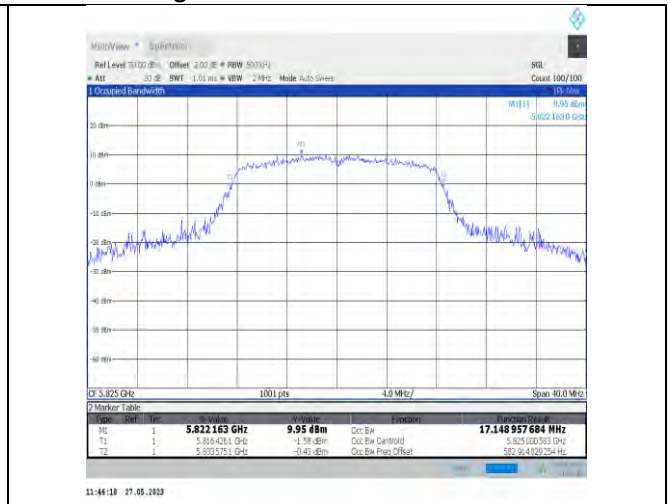 MultiView Spectrum
Ref Level 30.00 dBm Offset 2.00 dB RBW 500 kHz SGL
Att 30 dB SWT 1.01 ms VBW 2 MHz Mode Auto Sweep Count 100/100
1 Occupied Bandwidth
M1[1] 9.95 dBm
5.822 163 0 GHz
20 dBm
M1
10 dBm
0 dBm
-10 dBm
-20 dBm
-30 dBm
-40 dBm
-50 dBm
-60 dBm
CF 5.825 GHz 1001 pts 4.0 MHz/ Span 40.0 MHz
2 Marker Table
Type Ref Trc X-Value Y-Value Function Function Result
M1 1 5.822 163 GHz 9.95 dBm Occ Bw 17.148 957 684 MHz
T1 1 5.816 426 1 GHz -1.58 dBm Occ Bw Centroid 5.825 000 583 GHz
T2 1 5.833 575 1 GHz -0.43 dBm Occ Bw Freq Offset 582.914 029 254 Hz
11:46:18 27.05.2023